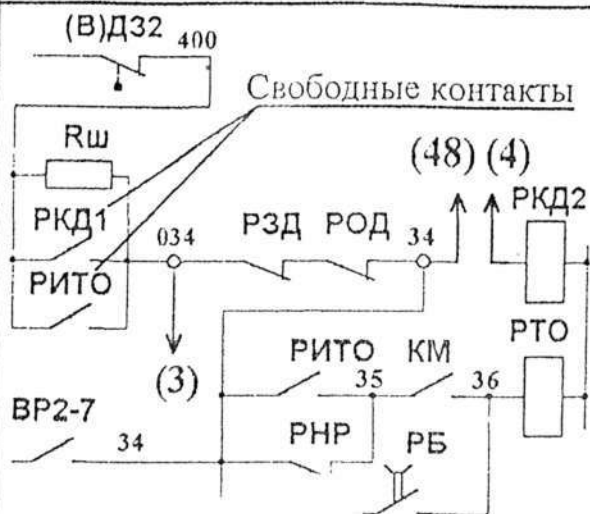 (В)ДЗ2 400
Свободные контакты
Rш
(48) (4)
РКД1 РКД2
034 РЗД РОД 34
РИТО
РТО
(3) РИТО КМ
35 36
ВР2-7 34
РНР РБ